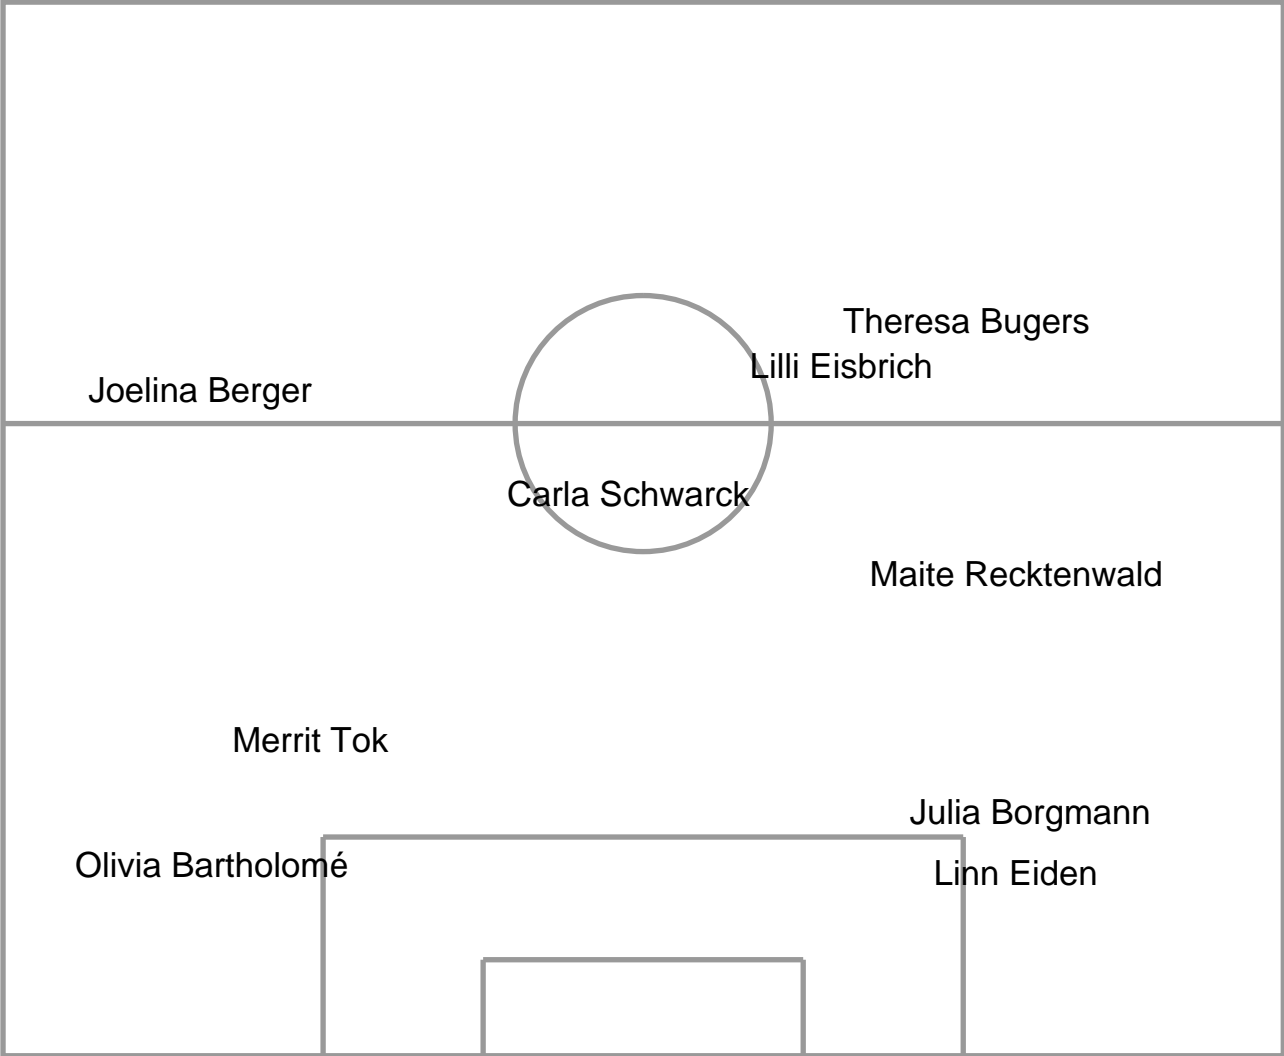 Theresa Bugers
Lilli Eisbrich
Joelina Berger
Carla Schwarck
Maite Recktenwald
Merrit Tok
Julia Borgmann
Olivia Bartholomé
Linn Eiden